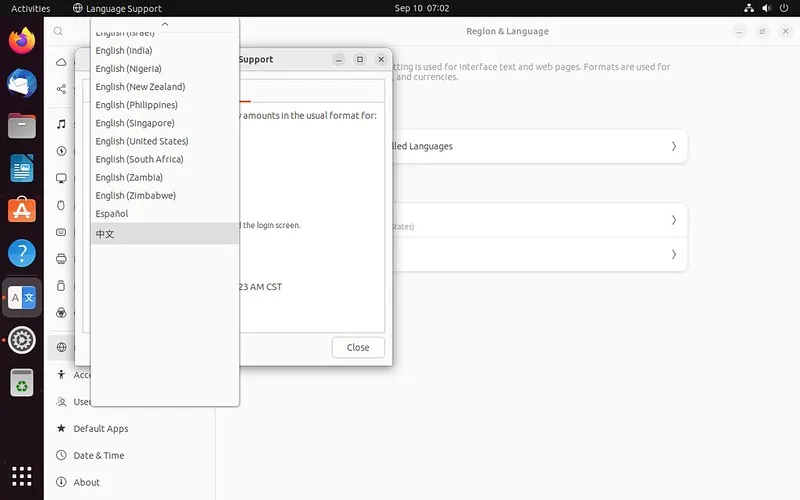 Activities
Language Support
Sep 10 07:02
Region & Language
Support
English (Israel)
English (India)
English (Nigeria)
English (New Zealand)
English (Philippines)
English (Singapore)
English (United States)
English (South Africa)
English (Zambia)
English (Zimbabwe)
Español
中文
tting is used for interface text and web pages. Formats are used for
, and currencies.
amounts in the usual format for:
lled Languages
d the login screen.
States)
23 AM CST
Close
Acce
User
Default Apps
Date & Time
About